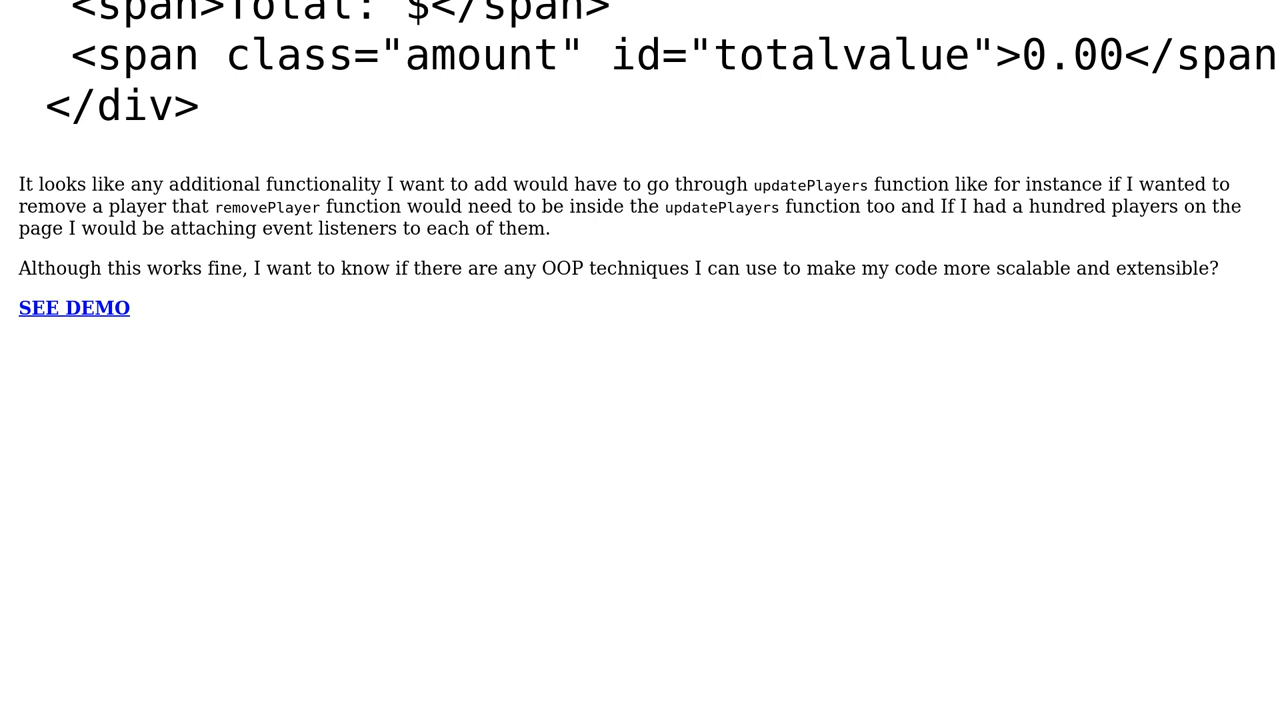 <span>Total: $</span>
<span class="amount" id="totalvalue">0.00</span
</div>
It looks like any additional functionality I want to add would have to go through updatePlayers function like for instance if I wanted to
remove a player that removePlayer function would need to be inside the updatePlayers function too and If I had a hundred players on the
page I would be attaching event listeners to each of them.
Although this works fine, I want to know if there are any OOP techniques I can use to make my code more scalable and extensible?
SEE DEMO